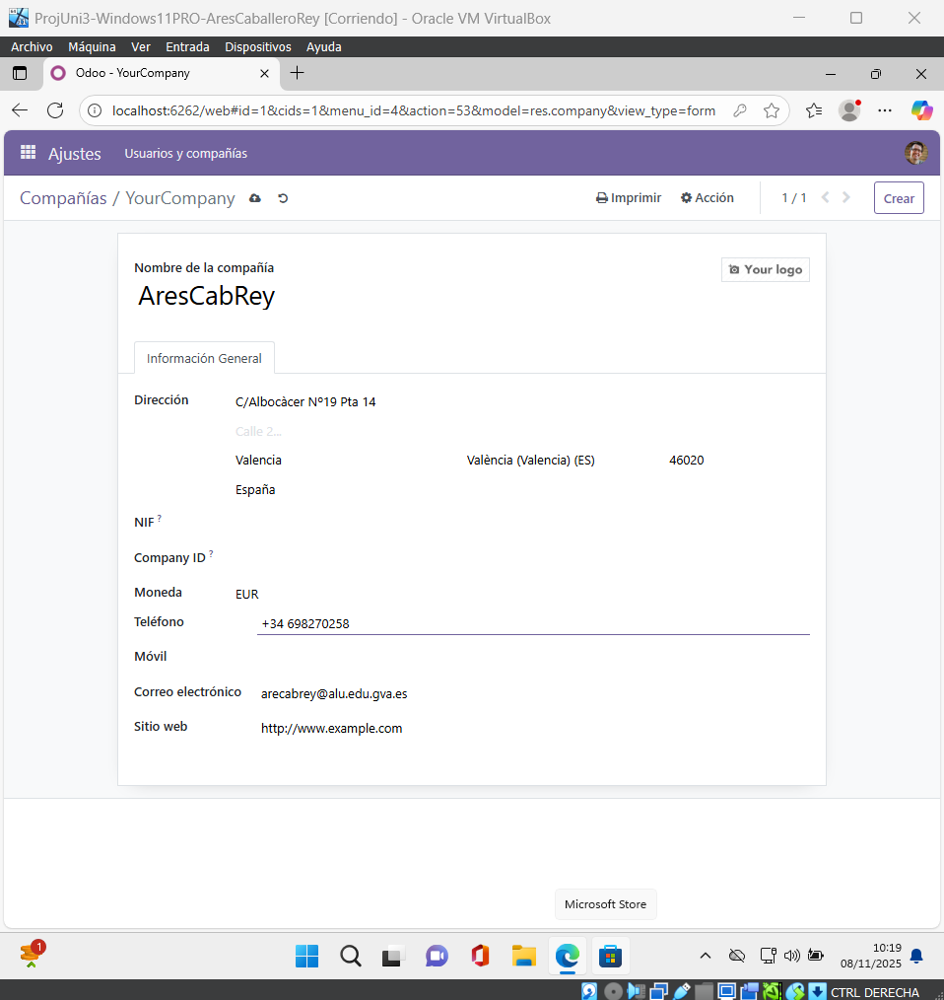 ProjUni3-Windows11PRO-AresCaballeroRey [Corriendo] - Oracle VM VirtualBox
Archivo Máquina Ver Entrada Dispositivos Ayuda
Odoo - YourCompany
localhost:6262/web#id=1&cids=1&menu_id=4&action=53&model=res.company&view_type=form
Ajustes Usuarios y compañías
Compañías / YourCompany Imprimir Acción 1 / 1 Crear
Nombre de la compañía
Your logo
AresCabRey
Información General
Dirección C/Albocàcer Nº19 Pta 14
Calle 2...
Valencia València (Valencia) (ES) 46020
España
NIF ?
Company ID ?
Moneda EUR
Teléfono +34 698270258
Móvil
Correo electrónico arecabrey@alu.edu.gva.es
Sitio web http://www.example.com
Microsoft Store
1
10:19
08/11/2025
CTRL DERECHA